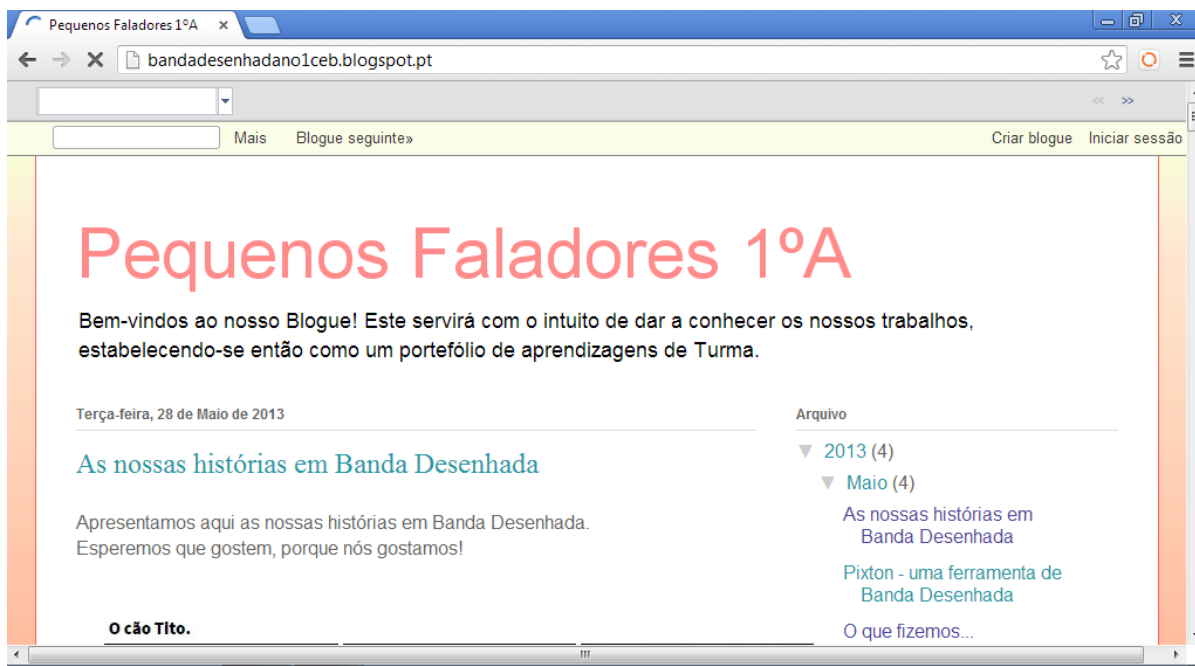 Pequenos Faladores 1ºA
bandadesenhadano1ceb.blogspot.pt
<< >>
Mais Blogue seguinte» Criar blogue Iniciar sessão
Pequenos Faladores 1ºA
Bem-vindos ao nosso Blogue! Este servirá com o intuito de dar a conhecer os nossos trabalhos,
estabelecendo-se então como um portefólio de aprendizagens de Turma.
Terça-feira, 28 de Maio de 2013
As nossas histórias em Banda Desenhada
Apresentamos aqui as nossas histórias em Banda Desenhada.
Esperemos que gostem, porque nós gostamos!
O cão Tito.
Arquivo
▼ 2013 (4)
▼ Maio (4)
As nossas histórias em
Banda Desenhada
Pixton - uma ferramenta de
Banda Desenhada
O que fizemos...